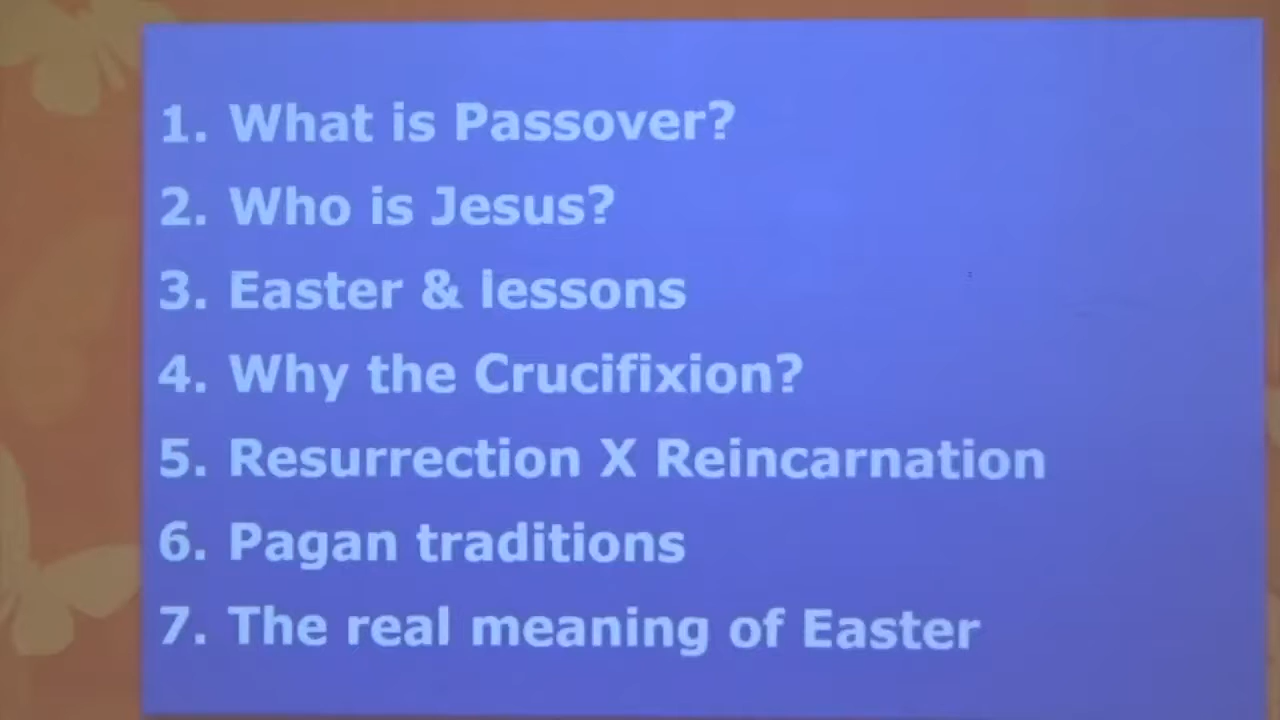 1. What is Passover?
2. Who is Jesus?
3. Easter & lessons
4. Why the Crucifixion?
5. Resurrection X Reincarnation
6. Pagan traditions
7. The real meaning of Easter